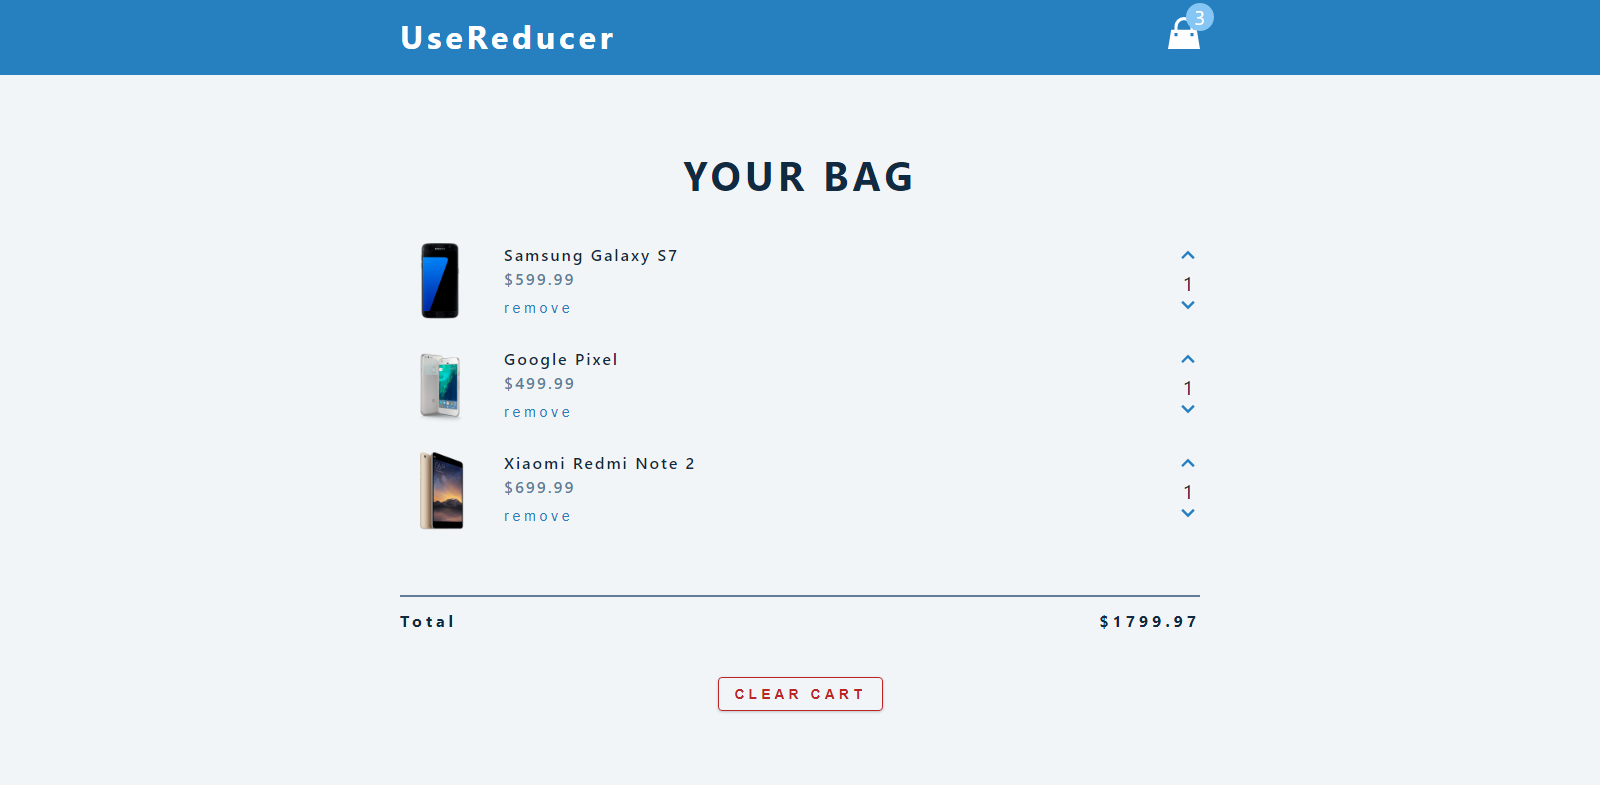 UseReducer
3
YOUR BAG
Samsung Galaxy S7
$599.99
remove
1
Google Pixel
$499.99
remove
1
Xiaomi Redmi Note 2
$699.99
remove
1
Total $1799.97
CLEAR CART